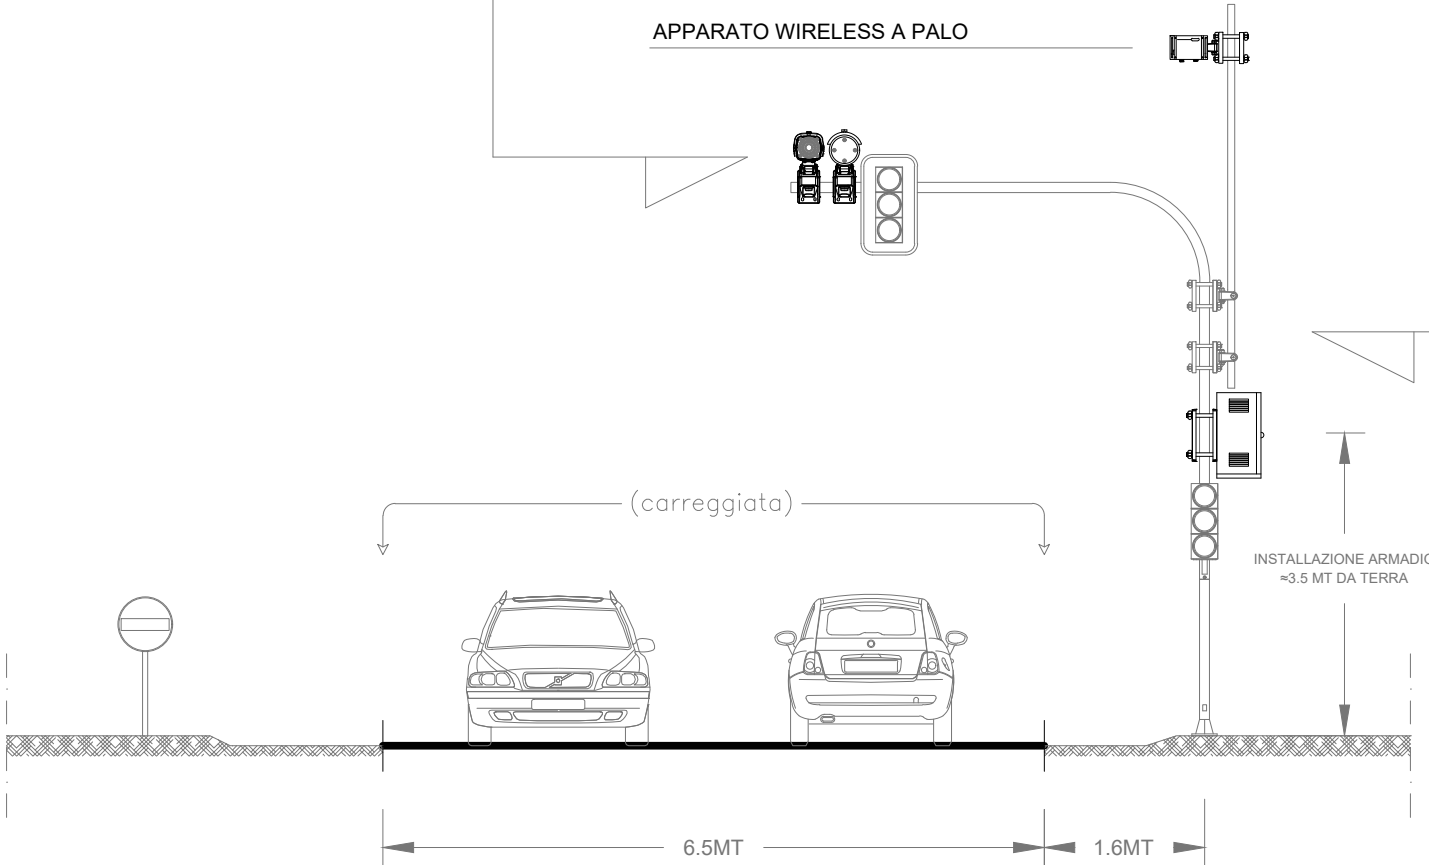 APPARATO WIRELESS A PALO
(carreggiata)
INSTALLAZIONE ARMADIO
≈3.5 MT DA TERRA
6.5MT
1.6MT